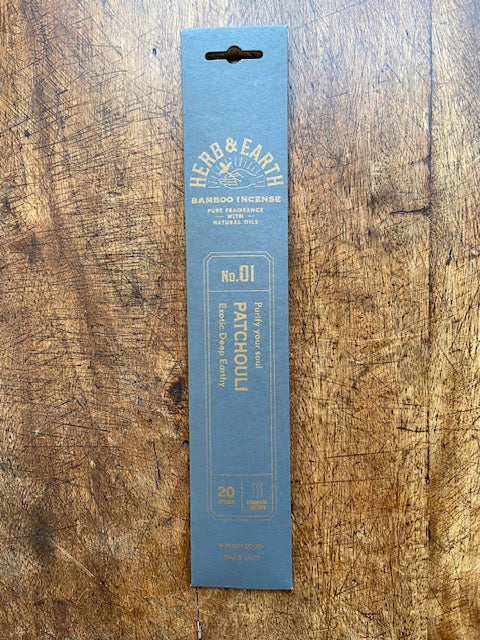 HERB & EARTH
BAMBOO INCENSE
PURE FRAGRANCE
WITH
NATURAL OILS
No.01
Purify your soul
PATCHOULI
Exotic Deep Earthy
20